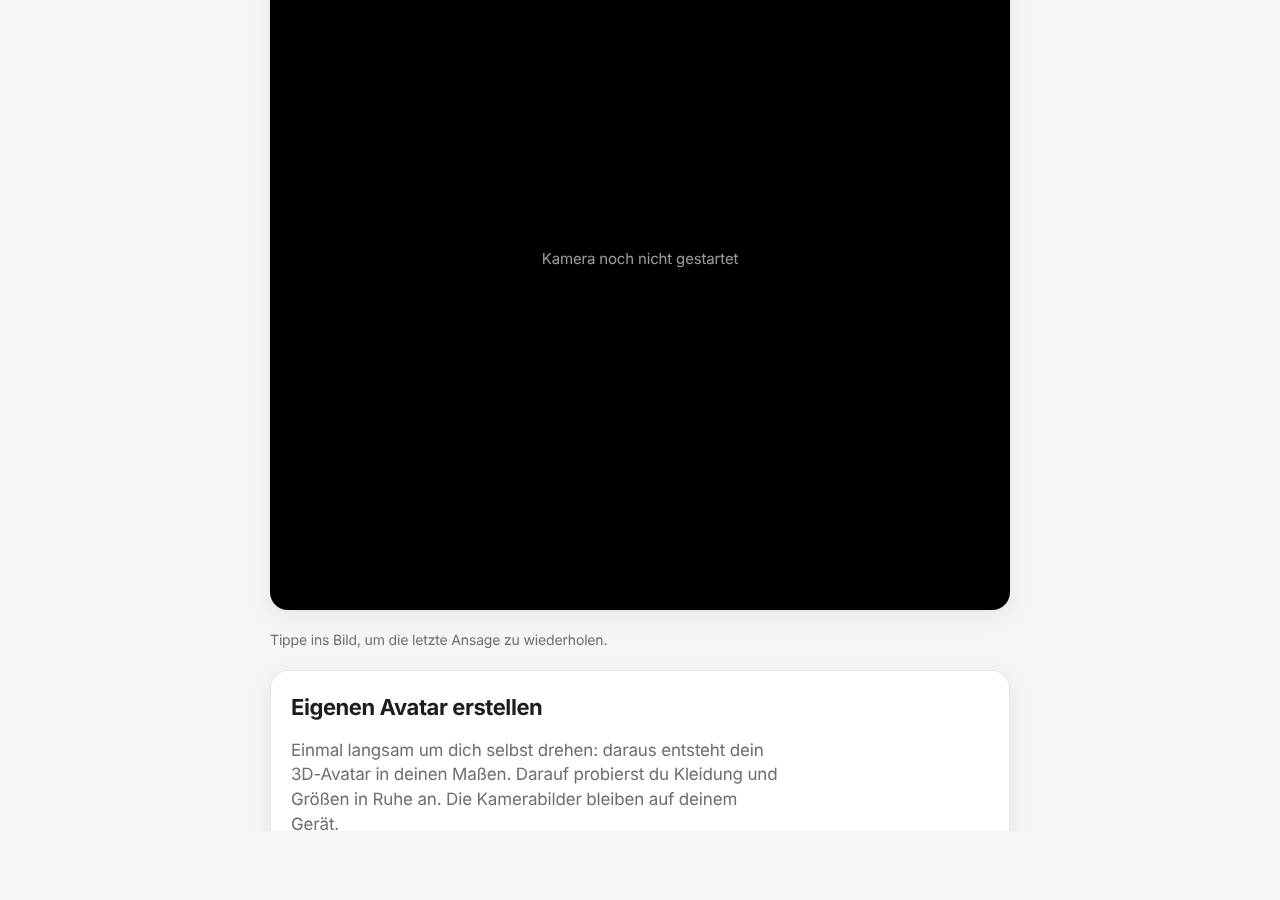 Kamera noch nicht gestartet
Tippe ins Bild, um die letzte Ansage zu wiederholen.
Eigenen Avatar erstellen
Einmal langsam um dich selbst drehen: daraus entsteht dein
3D-Avatar in deinen Maßen. Darauf probierst du Kleidung und
Größen in Ruhe an. Die Kamerabilder bleiben auf deinem
Gerät.